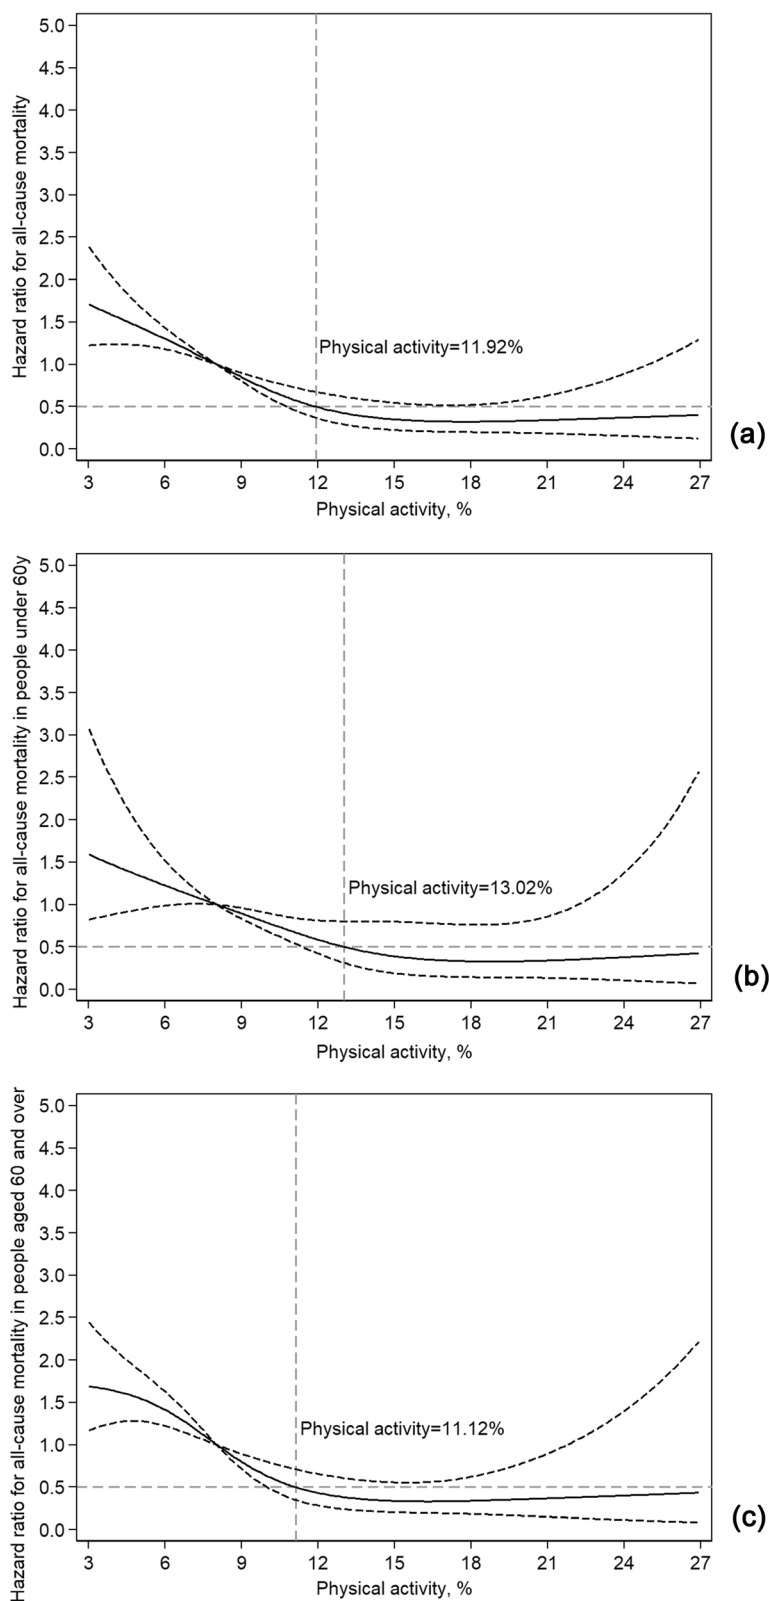 Hazard ratio for all-cause mortality
5.0
4.5
4.0
3.5
3.0
2.5
2.0
1.5
1.0
0.5
0.0
Physical activity=11.92%
(a)
3 6 9 12 15 18 21 24 27
Physical activity, %
Hazard ratio for all-cause mortality in people under 60y
5.0
4.5
4.0
3.5
3.0
2.5
2.0
1.5
1.0
0.5
0.0
Physical activity=13.02%
(b)
3 6 9 12 15 18 21 24 27
Physical activity, %
Hazard ratio for all-cause mortality in people aged 60 and over
5.0
4.5
4.0
3.5
3.0
2.5
2.0
1.5
1.0
0.5
0.0
Physical activity=11.12%
(c)
3 6 9 12 15 18 21 24 27
Physical activity, %